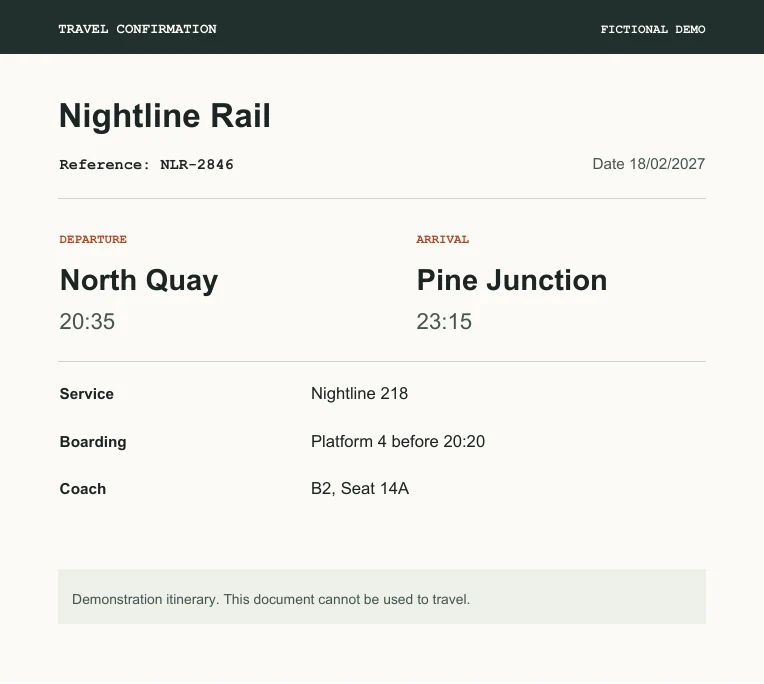 TRAVEL CONFIRMATION FICTIONAL DEMO
Nightline Rail
Reference: NLR-2846 Date 18/02/2027
DEPARTURE ARRIVAL
North Quay Pine Junction
20:35 23:15
Service Nightline 218
Boarding Platform 4 before 20:20
Coach B2, Seat 14A
Demonstration itinerary. This document cannot be used to travel.